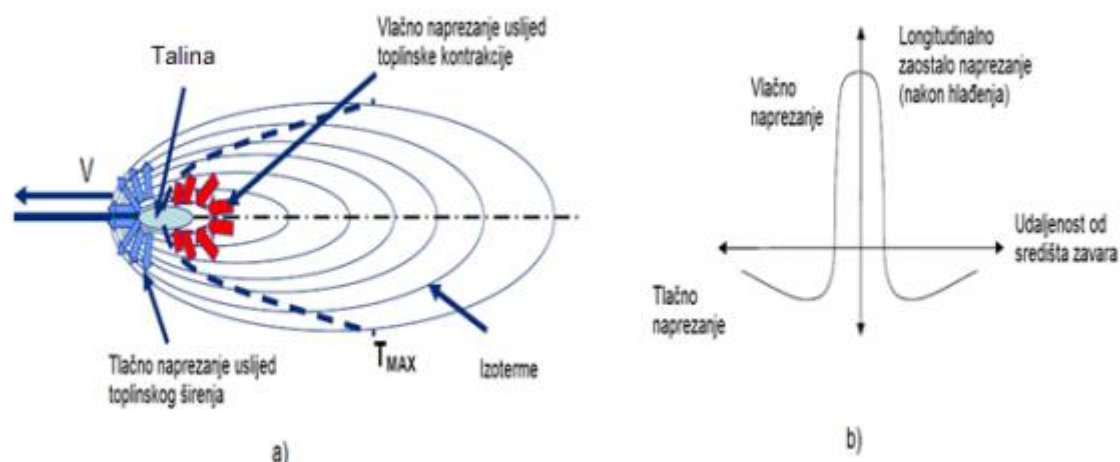 Talina
Vlačno naprezanje uslijed
toplinske kontrakcije
V
Tlačno naprezanje uslijed
toplinskog širenja
TMAX
Izoterme
a)
Longitudinalno
zaostalo naprezanje
(nakon hlađenja)
Vlačno
naprezanje
Udaljenost od
središta zavara
Tlačno
naprezanje
b)